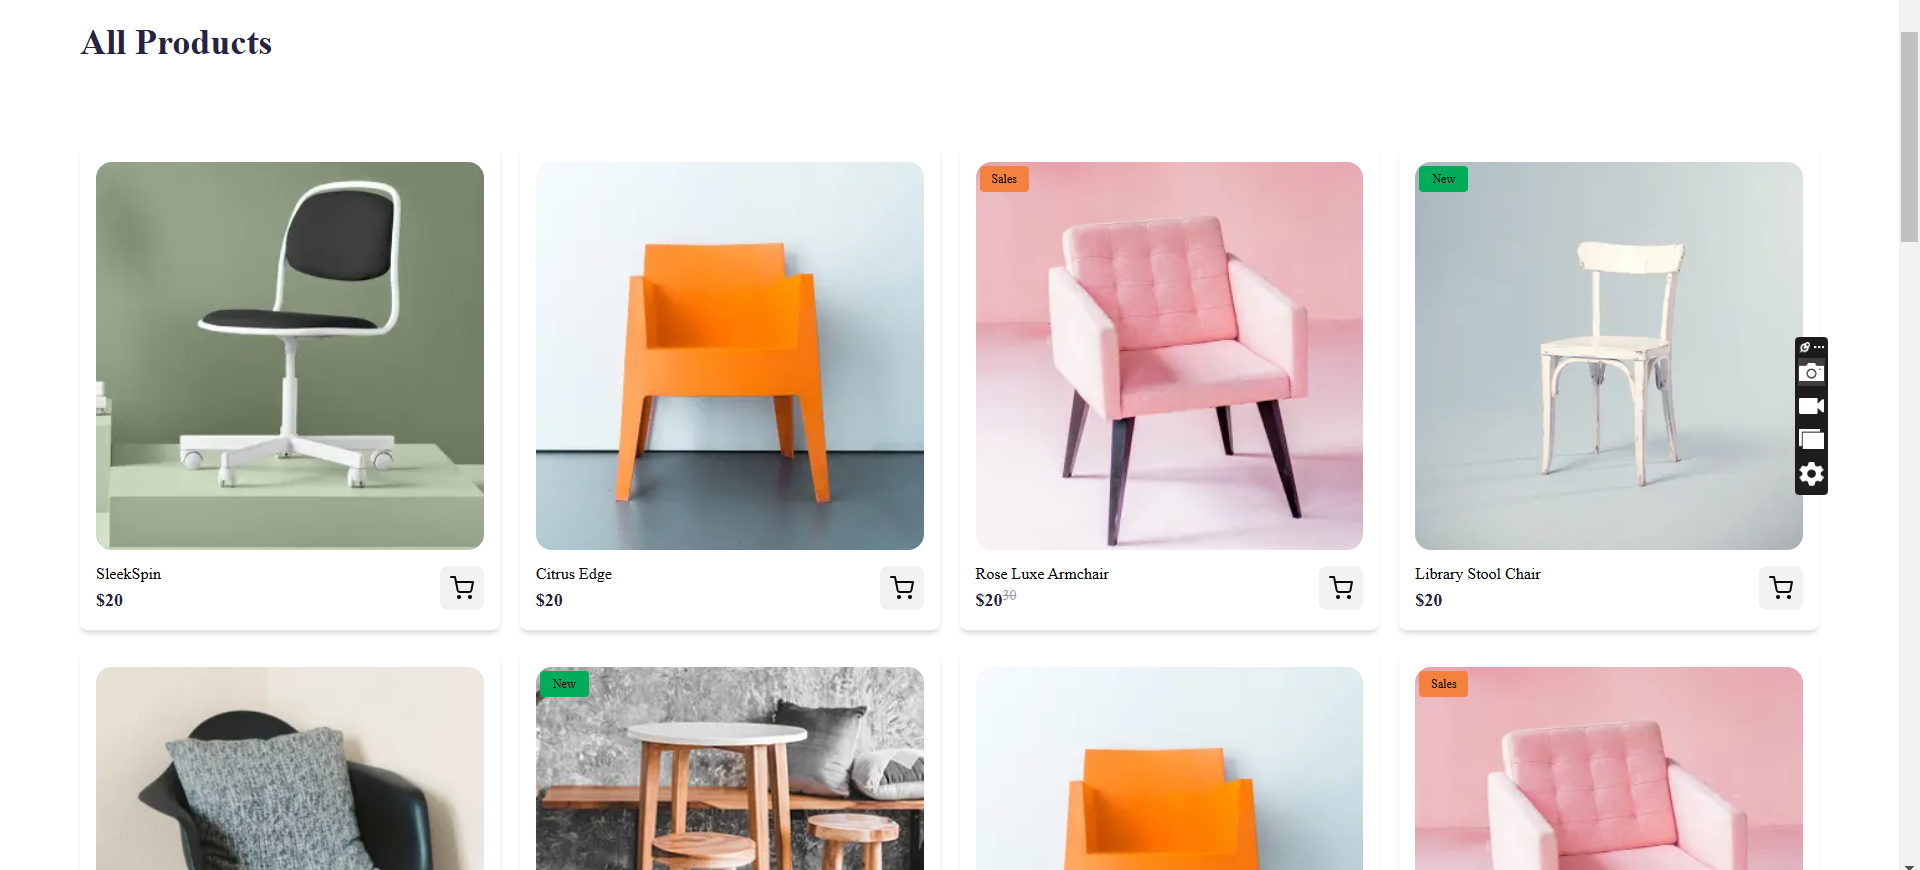 All Products
Sales
New
SleekSpin
$20
Citrus Edge
$20
Rose Luxe Armchair
$20 30
Library Stool Chair
$20
New
Sales